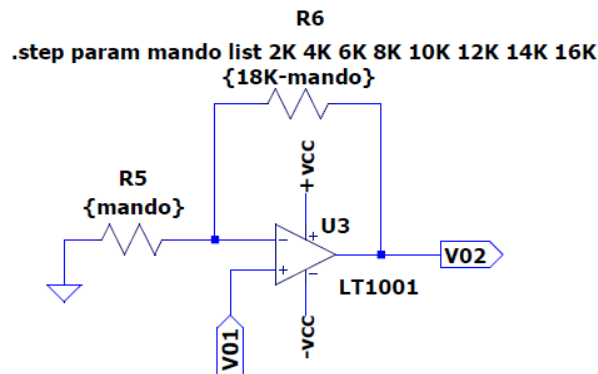 R6
.step param mando list 2K 4K 6K 8K 10K 12K 14K 16K
{18K-mando}
+vcc
R5
{mando}
U3
V02
LT1001
V01
-vcc